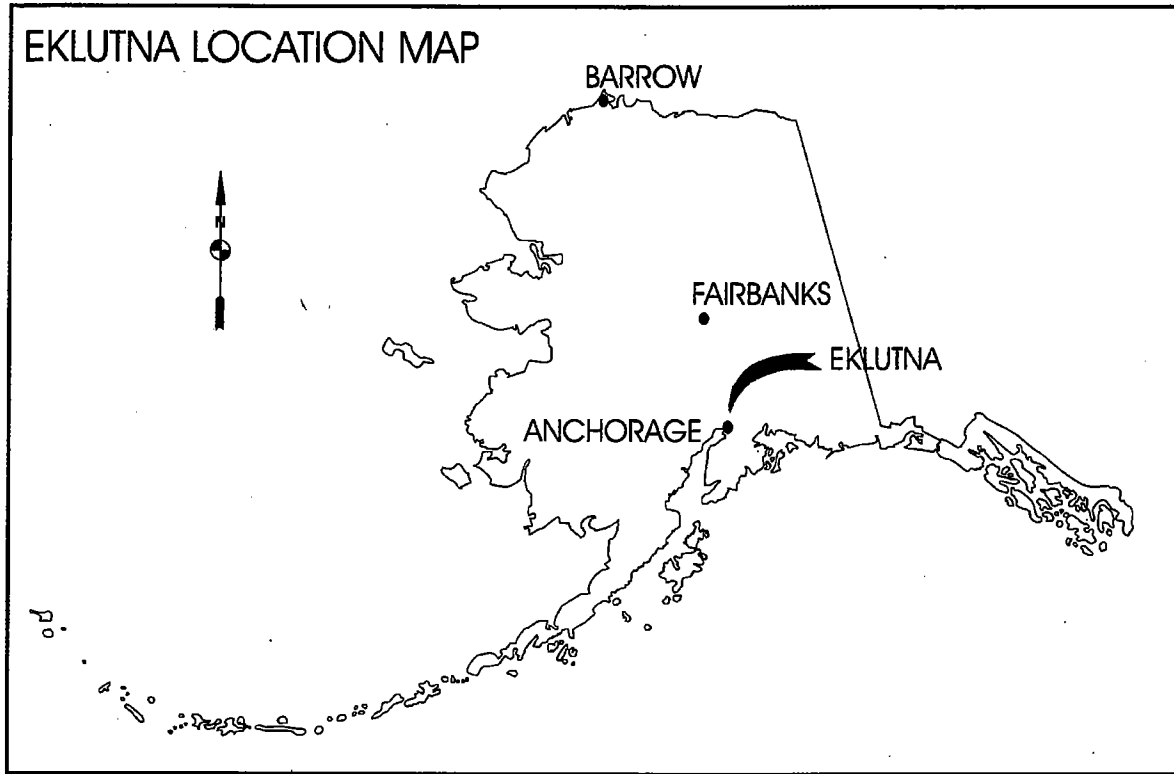 EKLUTNA LOCATION MAP
BARROW
N
FAIRBANKS
EKLUTNA
ANCHORAGE